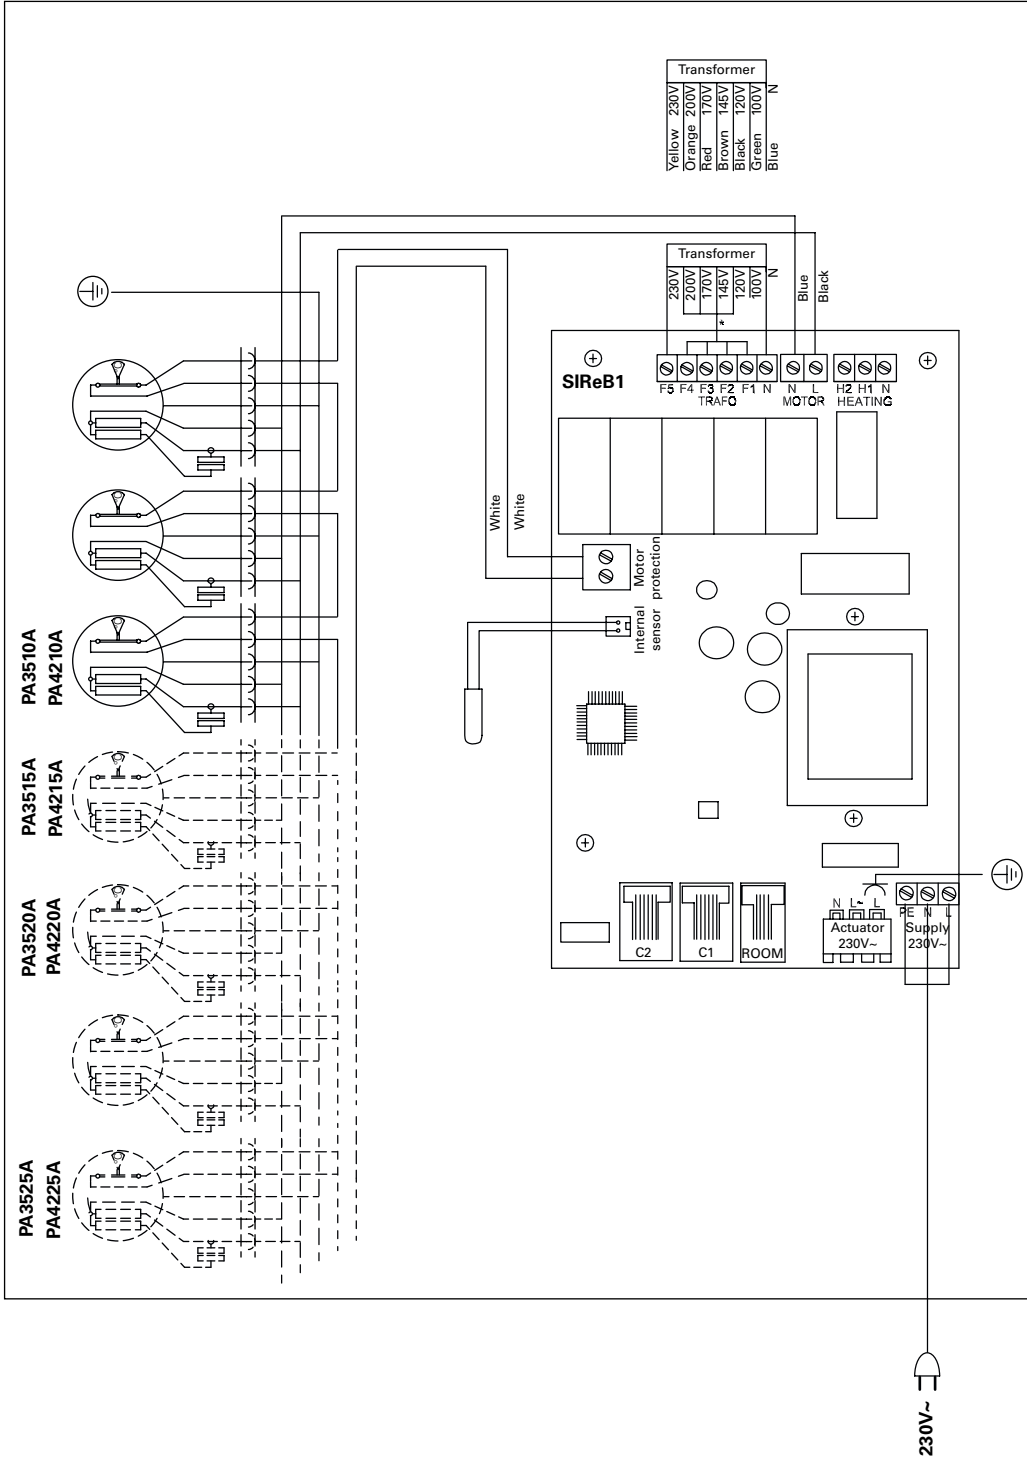 Transformer
Yellow 230V
Orange 200V
Red 170V
Brown 145V
Black 120V
Green 100V
Blue N
Transformer
230V
200V
170V
145V
120V
100V
N
*
Blue
Black
SIReB1
F5 F4 F3 F2 F1 N
TRAFO
N L
MOTOR
H2 H1 N
HEATING
White
White
Motor
protection
Internal
sensor
PA3510A
PA4210A
PA3515A
PA4215A
PA3520A
PA4220A
PA3525A
PA4225A
C2
C1
ROOM
N L~ L
Actuator
230V~
PE N L
Supply
230V~
230V~